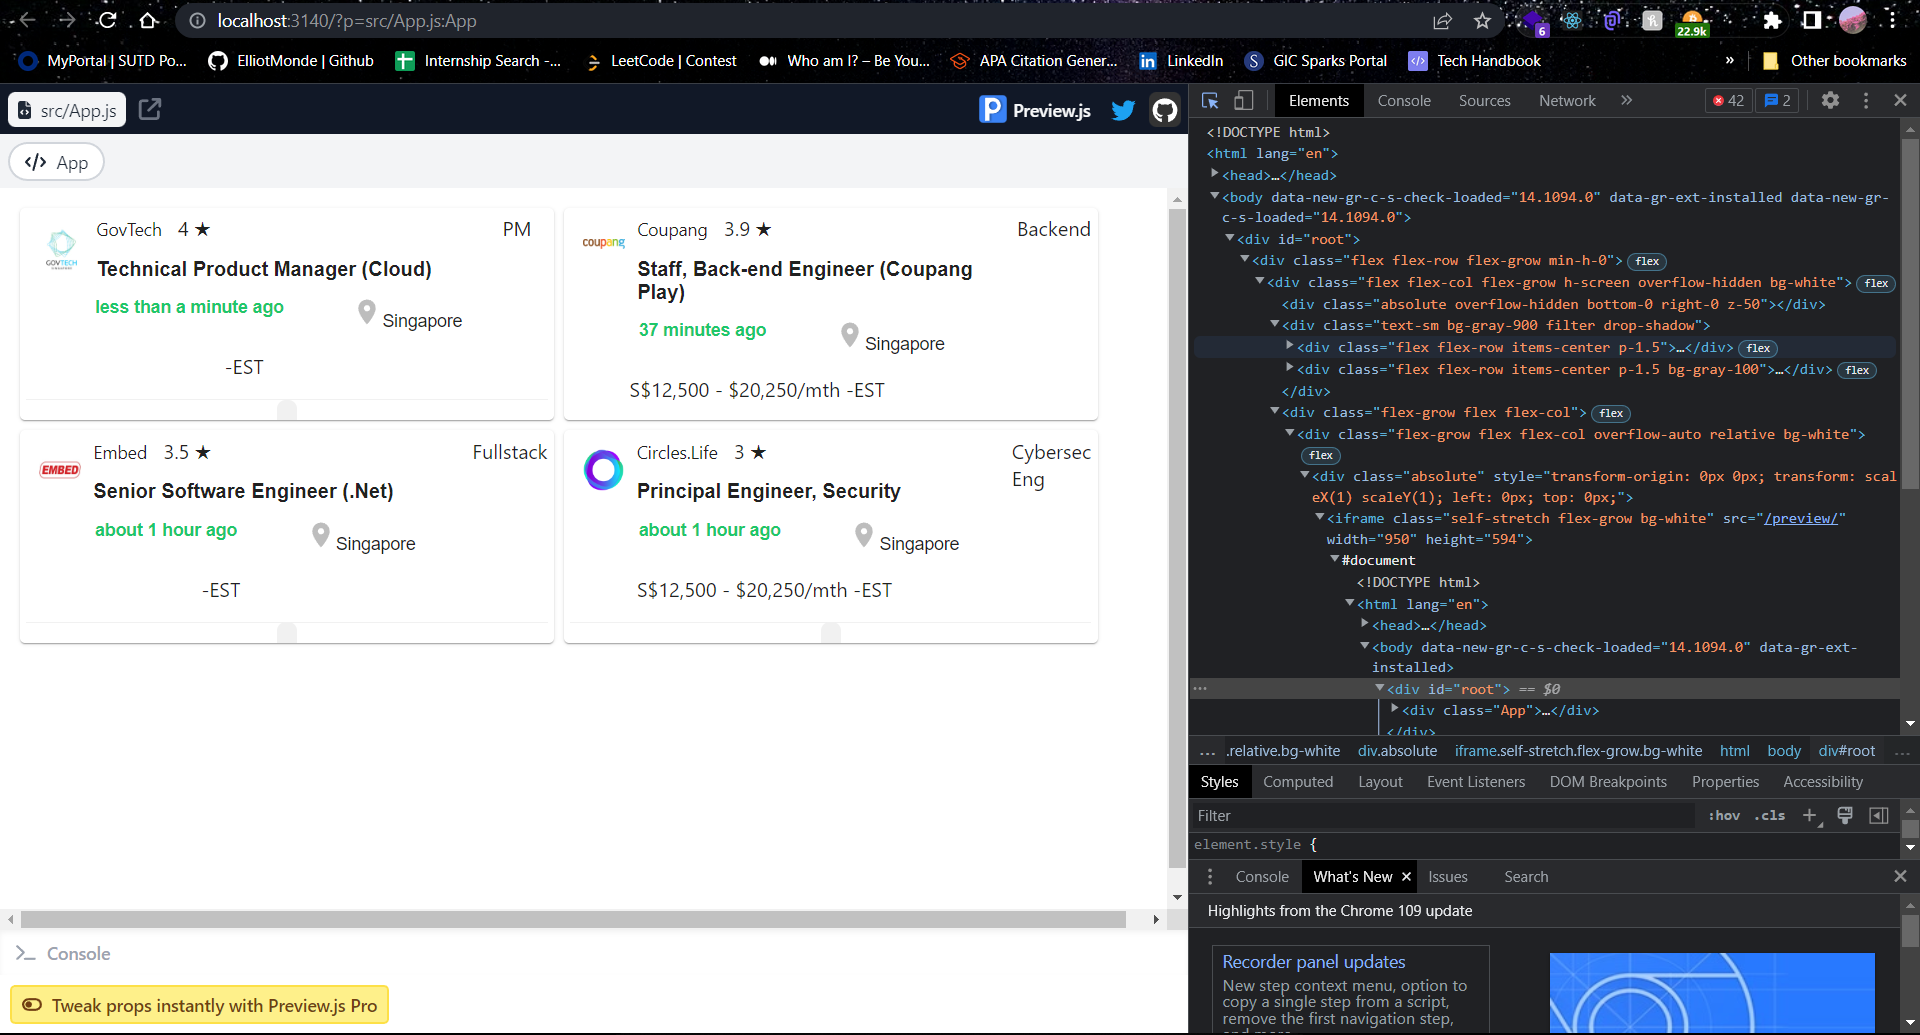 localhost:3140/?p=src/App.js:App
6
22.9k
MyPortal | SUTD Po...
ElliotMonde | Github
Internship Search -...
LeetCode | Contest
Who am I? – Be You...
APA Citation Gener...
LinkedIn
GIC Sparks Portal
Tech Handbook
»
Other bookmarks
src/App.js
Preview.js
</> App
GovTech 4 ★ PM
GOVTECH
Technical Product Manager (Cloud)
less than a minute ago
Singapore
-EST
coupang
Coupang 3.9 ★ Backend
Staff, Back-end Engineer (Coupang
Play)
37 minutes ago
Singapore
S$12,500 - $20,250/mth -EST
EMBED
Embed 3.5 ★ Fullstack
Senior Software Engineer (.Net)
about 1 hour ago
Singapore
-EST
Circles.Life 3 ★ Cybersec
Eng
Principal Engineer, Security
about 1 hour ago
Singapore
S$12,500 - $20,250/mth -EST
Console
Tweak props instantly with Preview.js Pro
Elements Console Sources Network » 42 2
<!DOCTYPE html>
<html lang="en">
<head>…</head>
<body data-new-gr-c-s-check-loaded="14.1094.0" data-gr-ext-installed data-new-gr-
c-s-loaded="14.1094.0">
<div id="root">
<div class="flex flex-row flex-grow min-h-0"> flex
<div class="flex flex-col flex-grow h-screen overflow-hidden bg-white"> flex
<div class="absolute overflow-hidden bottom-0 right-0 z-50"></div>
<div class="text-sm bg-gray-900 filter drop-shadow">
<div class="flex flex-row items-center p-1.5">…</div> flex
<div class="flex flex-row items-center p-1.5 bg-gray-100">…</div> flex
</div>
<div class="flex-grow flex flex-col"> flex
<div class="flex-grow flex flex-col overflow-auto relative bg-white">
flex
<div class="absolute" style="transform-origin: 0px 0px; transform: scal
eX(1) scaleY(1); left: 0px; top: 0px;">
<iframe class="self-stretch flex-grow bg-white" src="/preview/"
width="950" height="594">
#document
<!DOCTYPE html>
<html lang="en">
<head>…</head>
<body data-new-gr-c-s-check-loaded="14.1094.0" data-gr-ext-
installed>
<div id="root"> == $0
<div class="App">…</div>
</div>
... .relative.bg-white div.absolute iframe.self-stretch.flex-grow.bg-white html body div#root ...
Styles Computed Layout Event Listeners DOM Breakpoints Properties Accessibility
Filter :hov .cls +
element.style {
Console What's New × Issues Search
Highlights from the Chrome 109 update
Recorder panel updates
New step context menu, option to
copy a single step from a script,
remove the first navigation step,
and more.